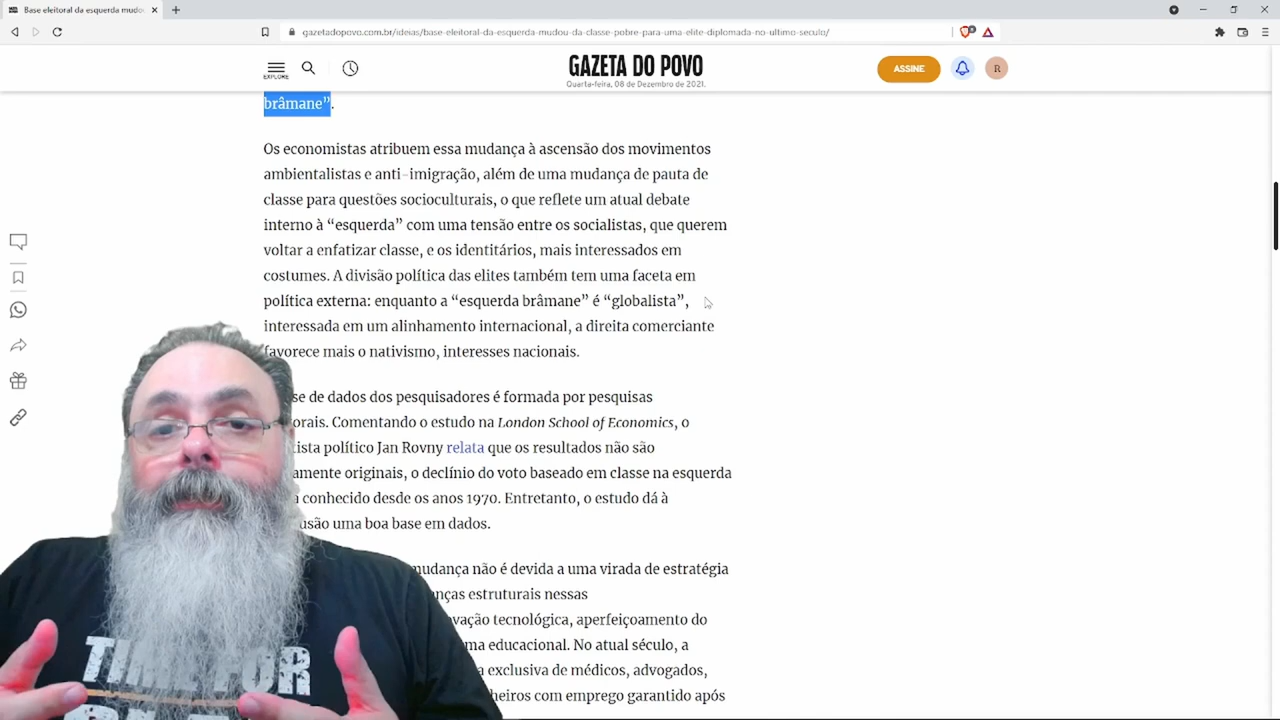 Base eleitoral da esquerda mudo
gazetadopovo.com.br/ideias/base-eleitoral-da-esquerda-mudou-da-classe-pobre-para-uma-elite-diplomada-no-ultimo-seculo/
EXPLORE
GAZETA DO POVO
Quarta-feira, 08 de Dezembro de 2021.
ASSINE
R
brâmane”.
Os economistas atribuem essa mudança à ascensão dos movimentos
ambientalistas e anti-imigração, além de uma mudança de pauta de
classe para questões socioculturais, o que reflete um atual debate
interno à “esquerda” com uma tensão entre os socialistas, que querem
voltar a enfatizar classe, e os identitários, mais interessados em
costumes. A divisão política das elites também tem uma faceta em
política externa: enquanto a “esquerda brâmane” é “globalista”,
interessada em um alinhamento internacional, a direita comerciante
favorece mais o nativismo, interesses nacionais.
se de dados dos pesquisadores é formada por pesquisas
orais. Comentando o estudo na London School of Economics, o
tista político Jan Rovny relata que os resultados não são
amente originais, o declínio do voto baseado em classe na esquerda
a conhecido desde os anos 1970. Entretanto, o estudo dá à
usão uma boa base em dados.
mudança não é devida a uma virada de estratégia
nças estruturais nessas
vação tecnológica, aperfeiçoamento do
ma educacional. No atual século, a
a exclusiva de médicos, advogados,
heiros com emprego garantido após
TIME FOR